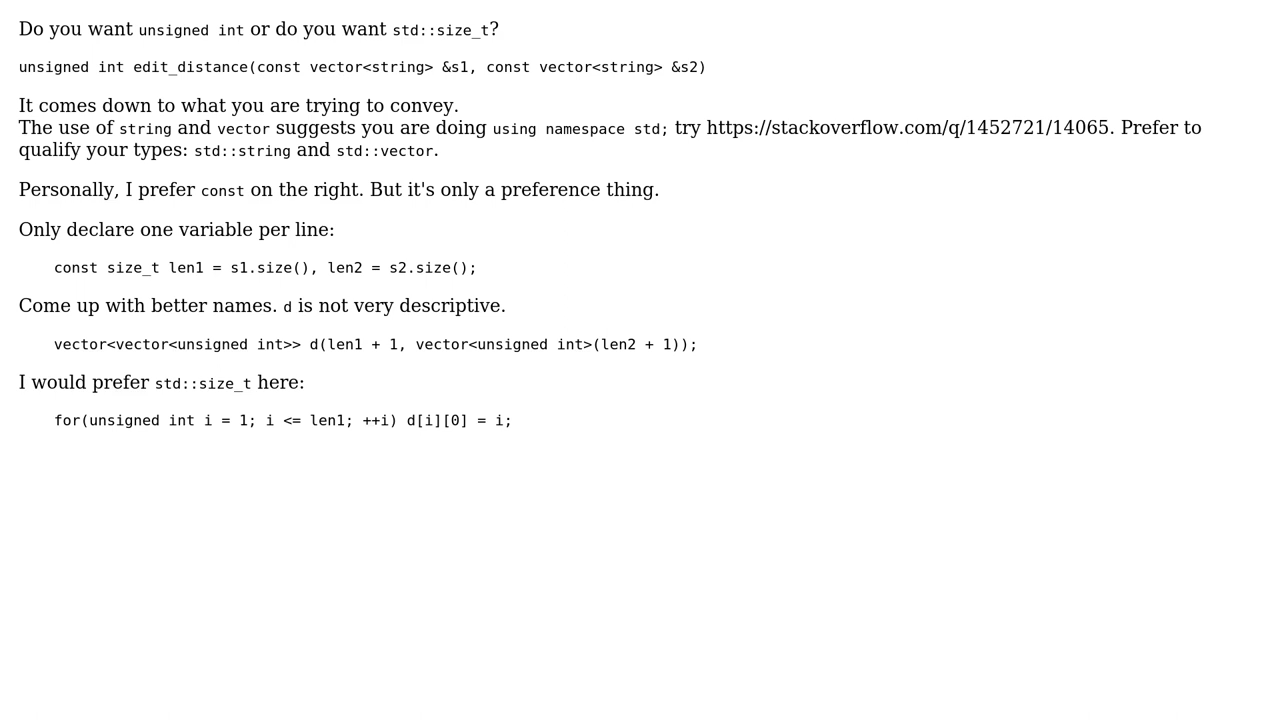 Do you want unsigned int or do you want std::size_t?
unsigned int edit_distance(const vector<string> &s1, const vector<string> &s2)
It comes down to what you are trying to convey.
The use of string and vector suggests you are doing using namespace std; try https://stackoverflow.com/q/1452721/14065. Prefer to
qualify your types: std::string and std::vector.
Personally, I prefer const on the right. But it's only a preference thing.
Only declare one variable per line:
const size_t len1 = s1.size(), len2 = s2.size();
Come up with better names. d is not very descriptive.
vector<vector<unsigned int>> d(len1 + 1, vector<unsigned int>(len2 + 1));
I would prefer std::size_t here:
for(unsigned int i = 1; i <= len1; ++i) d[i][0] = i;